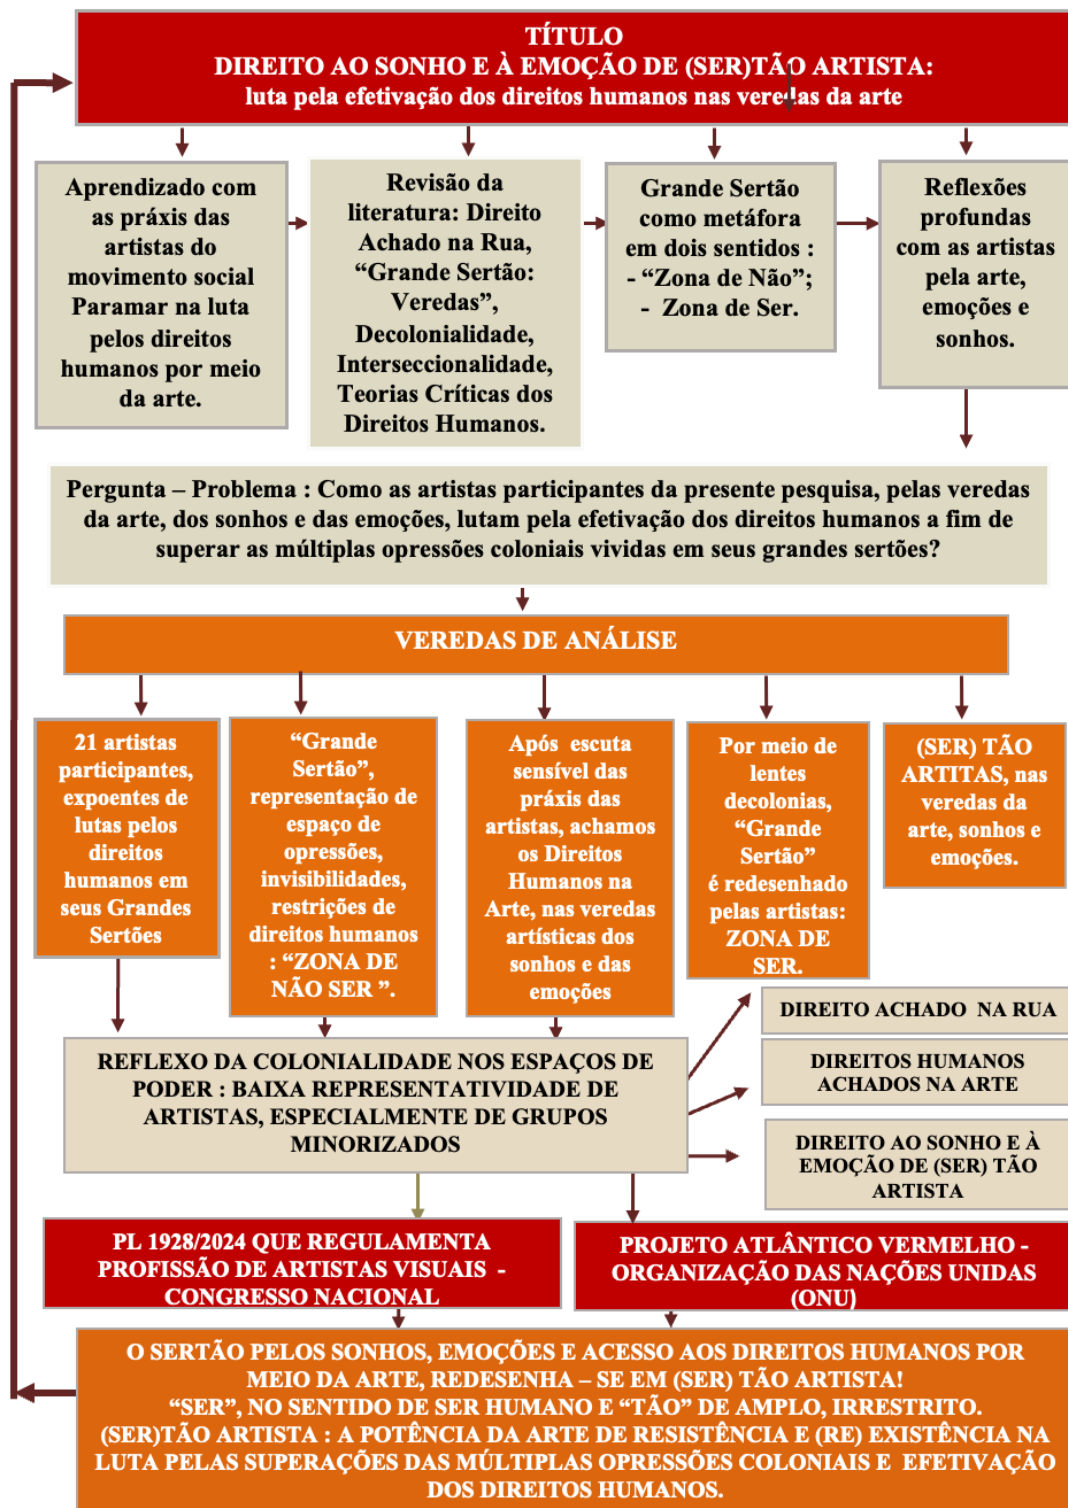 TÍTULO
DIREITO AO SONHO E À EMOÇÃO DE (SER)TÃO ARTISTA:
luta pela efetivação dos direitos humanos nas veredas da arte
Aprendizado com
as práxis das
artistas do
movimento social
Paramar na luta
pelos direitos
humanos por meio
da arte.
Revisão da
literatura: Direito
Achado na Rua,
“Grande Sertão:
Veredas”,
Decolonialidade,
Interseccionalidade,
Teorias Críticas dos
Direitos Humanos.
Grande Sertão
como metáfora
em dois sentidos :
- “Zona de Não”;
- Zona de Ser.
Reflexões
profundas
com as artistas
pela arte,
emoções e
sonhos.
Pergunta – Problema : Como as artistas participantes da presente pesquisa, pelas veredas
da arte, dos sonhos e das emoções, lutam pela efetivação dos direitos humanos a fim de
superar as múltiplas opressões coloniais vividas em seus grandes sertões?
VEREDAS DE ANÁLISE
21 artistas
participantes,
expoentes de
lutas pelos
direitos
humanos em
seus Grandes
Sertões
“Grande
Sertão”,
representação de
espaço de
opressões,
invisibilidades,
restrições de
direitos humanos
: “ZONA DE
NÃO SER ”.
Após escuta
sensível das
práxis das
artistas, achamos
os Direitos
Humanos na
Arte, nas veredas
artísticas dos
sonhos e das
emoções
Por meio de
lentes
decolonias,
“Grande
Sertão”
é redesenhado
pelas artistas:
ZONA DE
SER.
(SER) TÃO
ARTITAS, nas
veredas da
arte, sonhos e
emoções.
REFLEXO DA COLONIALIDADE NOS ESPAÇOS DE
PODER : BAIXA REPRESENTATIVIDADE DE
ARTISTAS, ESPECIALMENTE DE GRUPOS
MINORIZADOS
DIREITO ACHADO NA RUA
DIREITOS HUMANOS
ACHADOS NA ARTE
DIREITO AO SONHO E À
EMOÇÃO DE (SER) TÃO
ARTISTA
PL 1928/2024 QUE REGULAMENTA
PROFISSÃO DE ARTISTAS VISUAIS -
CONGRESSO NACIONAL
PROJETO ATLÂNTICO VERMELHO -
ORGANIZAÇÃO DAS NAÇÕES UNIDAS
(ONU)
O SERTÃO PELOS SONHOS, EMOÇÕES E ACESSO AOS DIREITOS HUMANOS POR
MEIO DA ARTE, REDESENHA – SE EM (SER) TÃO ARTISTA!
“SER”, NO SENTIDO DE SER HUMANO E “TÃO” DE AMPLO, IRRESTRITO.
(SER)TÃO ARTISTA : A POTÊNCIA DA ARTE DE RESISTÊNCIA E (RE) EXISTÊNCIA NA
LUTA PELAS SUPERAÇÕES DAS MÚLTIPLAS OPRESSÕES COLONIAIS E EFETIVAÇÃO
DOS DIREITOS HUMANOS.